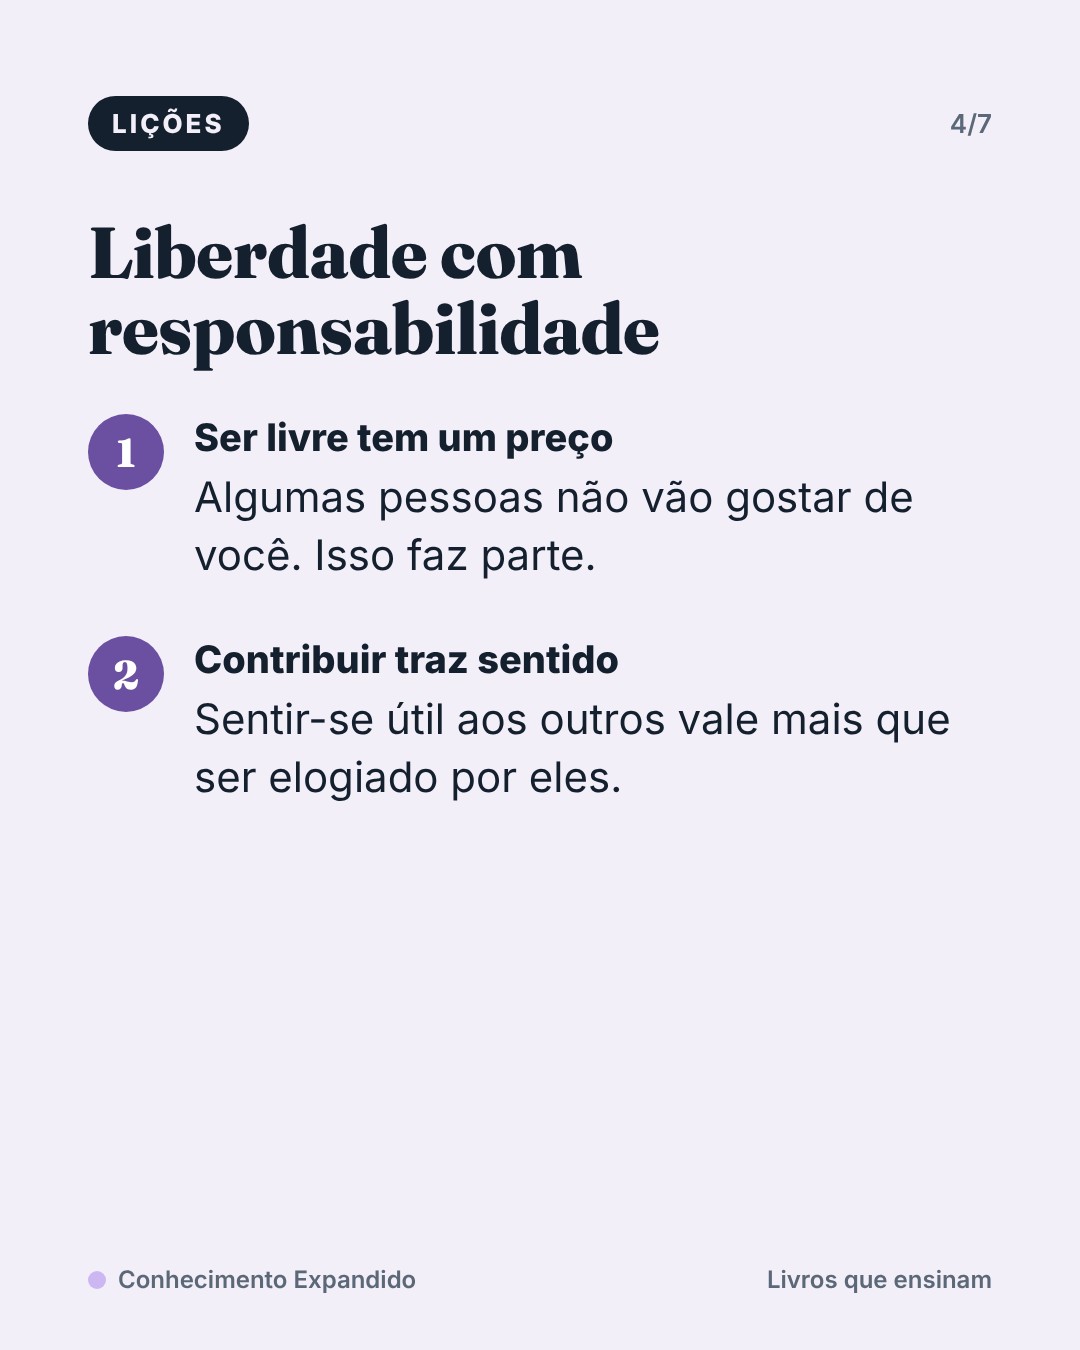 LIÇÕES
4/7
Liberdade com
responsabilidade
1
Ser livre tem um preço
Algumas pessoas não vão gostar de
você. Isso faz parte.
2
Contribuir traz sentido
Sentir-se útil aos outros vale mais que
ser elogiado por eles.
Conhecimento Expandido
Livros que ensinam